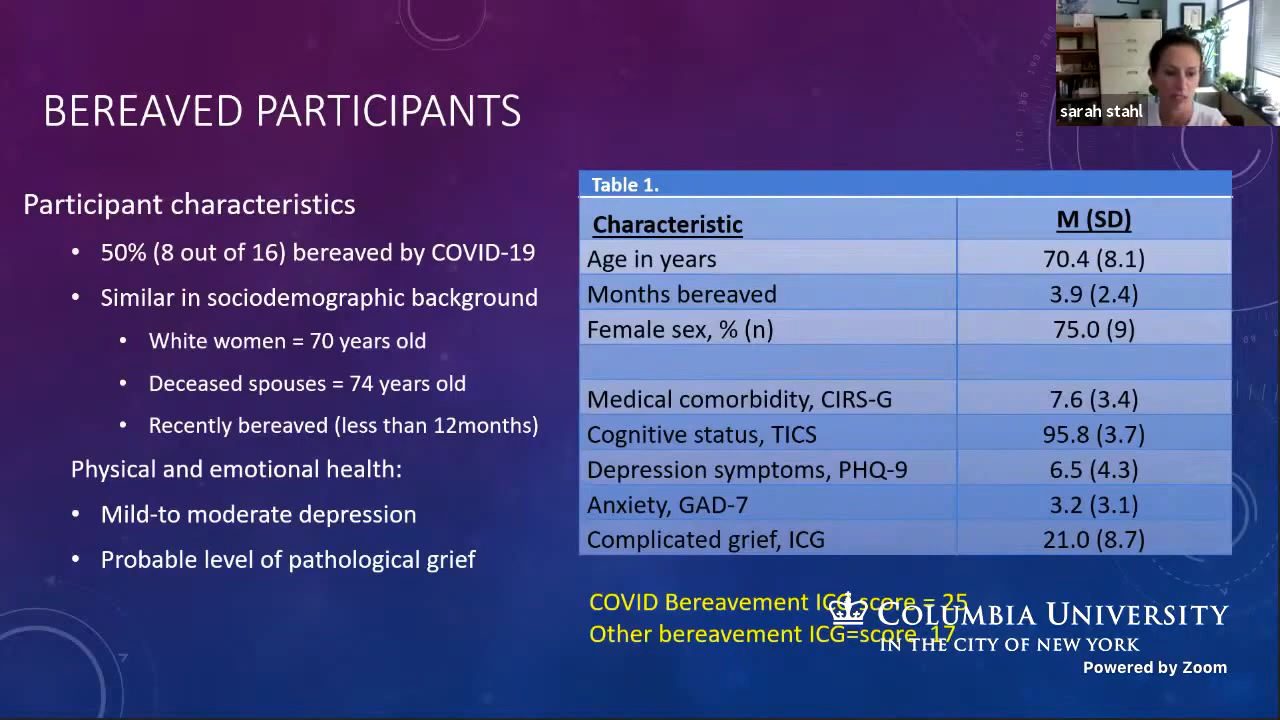 BEREAVED PARTICIPANTS
sarah stahl
Participant characteristics
• 50% (8 out of 16) bereaved by COVID-19
• Similar in sociodemographic background
• White women = 70 years old
• Deceased spouses = 74 years old
• Recently bereaved (less than 12months)
Physical and emotional health:
• Mild-to moderate depression
• Probable level of pathological grief
Table 1.
Characteristic M (SD)
Age in years 70.4 (8.1)
Months bereaved 3.9 (2.4)
Female sex, % (n) 75.0 (9)
Medical comorbidity, CIRS-G 7.6 (3.4)
Cognitive status, TICS 95.8 (3.7)
Depression symptoms, PHQ-9 6.5 (4.3)
Anxiety, GAD-7 3.2 (3.1)
Complicated grief, ICG 21.0 (8.7)
COVID Bereavement ICG score = 25
Other bereavement ICG=score 17
COLUMBIA UNIVERSITY
IN THE CITY OF NEW YORK
Powered by Zoom